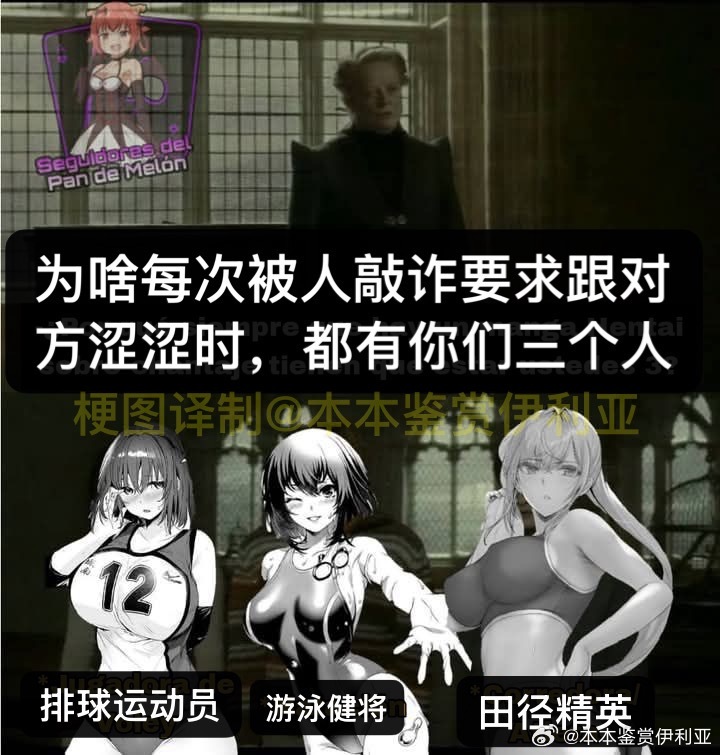 Seguidores del
Pan de Melón
为啥每次被人敲诈要求跟对
方涩涩时，都有你们三个人
梗图译制@本本鉴赏伊利亚
12
排球运动员
游泳健将
田径精英
@本本鉴赏伊利亚